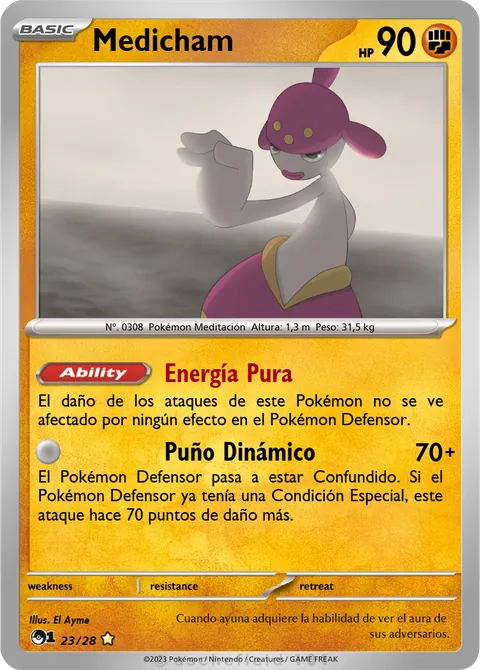 BASIC
Medicham
HP 90
Nº. 0308 Pokémon Meditación Altura: 1,3 m Peso: 31,5 kg
Ability Energía Pura
El daño de los ataques de este Pokémon no se ve
afectado por ningún efecto en el Pokémon Defensor.
Puño Dinámico 70+
El Pokémon Defensor pasa a estar Confundido. Si el
Pokémon Defensor ya tenía una Condición Especial, este
ataque hace 70 puntos de daño más.
weakness resistance retreat
Illus. El Ayme
1 23/28
Cuando ayuna adquiere la habilidad de ver el aura de
sus adversarios.
©2023 Pokémon / Nintendo / Creatures / GAME FREAK